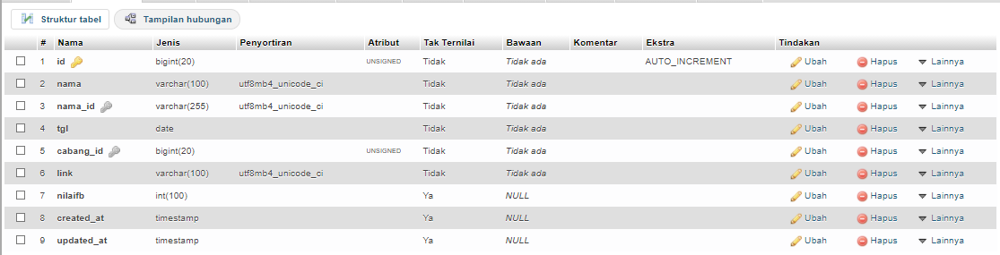 Struktur tabel Tampilan hubungan
# Nama Jenis Penyortiran Atribut Tak Ternilai Bawaan Komentar Ekstra Tindakan
1 id bigint(20) UNSIGNED Tidak Tidak ada AUTO_INCREMENT Ubah Hapus Lainnya
2 nama varchar(100) utf8mb4_unicode_ci Tidak Tidak ada Ubah Hapus Lainnya
3 nama_id varchar(255) utf8mb4_unicode_ci Tidak Tidak ada Ubah Hapus Lainnya
4 tgl date Tidak Tidak ada Ubah Hapus Lainnya
5 cabang_id bigint(20) UNSIGNED Tidak Tidak ada Ubah Hapus Lainnya
6 link varchar(100) utf8mb4_unicode_ci Tidak Tidak ada Ubah Hapus Lainnya
7 nilaifb int(100) Ya NULL Ubah Hapus Lainnya
8 created_at timestamp Ya NULL Ubah Hapus Lainnya
9 updated_at timestamp Ya NULL Ubah Hapus Lainnya